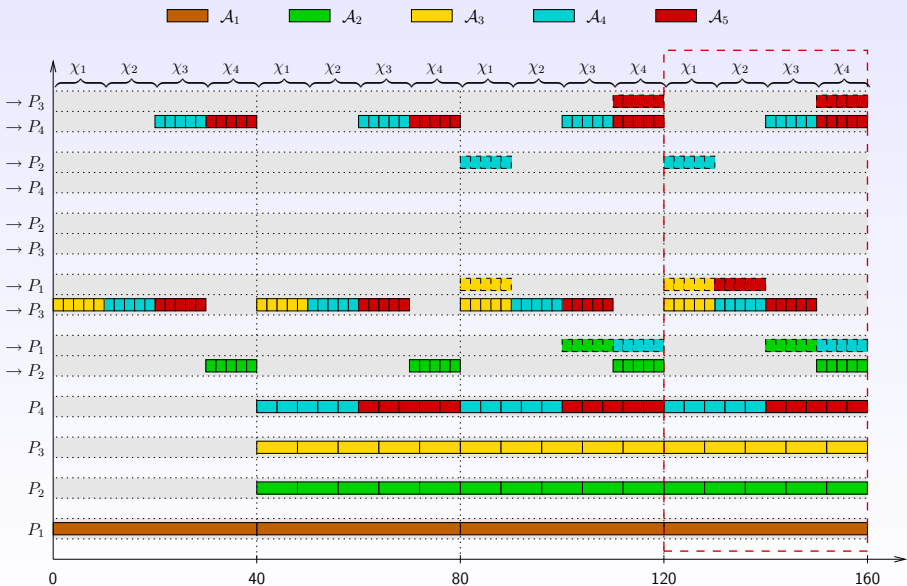 𝒜₁ 𝒜₂ 𝒜₃ 𝒜₄ 𝒜₅
χ₁ χ₂ χ₃ χ₄ χ₁ χ₂ χ₃ χ₄ χ₁ χ₂ χ₃ χ₄ χ₁ χ₂ χ₃ χ₄
→ P₃
→ P₄
→ P₂
→ P₄
→ P₂
→ P₃
→ P₁
→ P₃
→ P₁
→ P₂
P₄
P₃
P₂
P₁
0 40 80 120 160